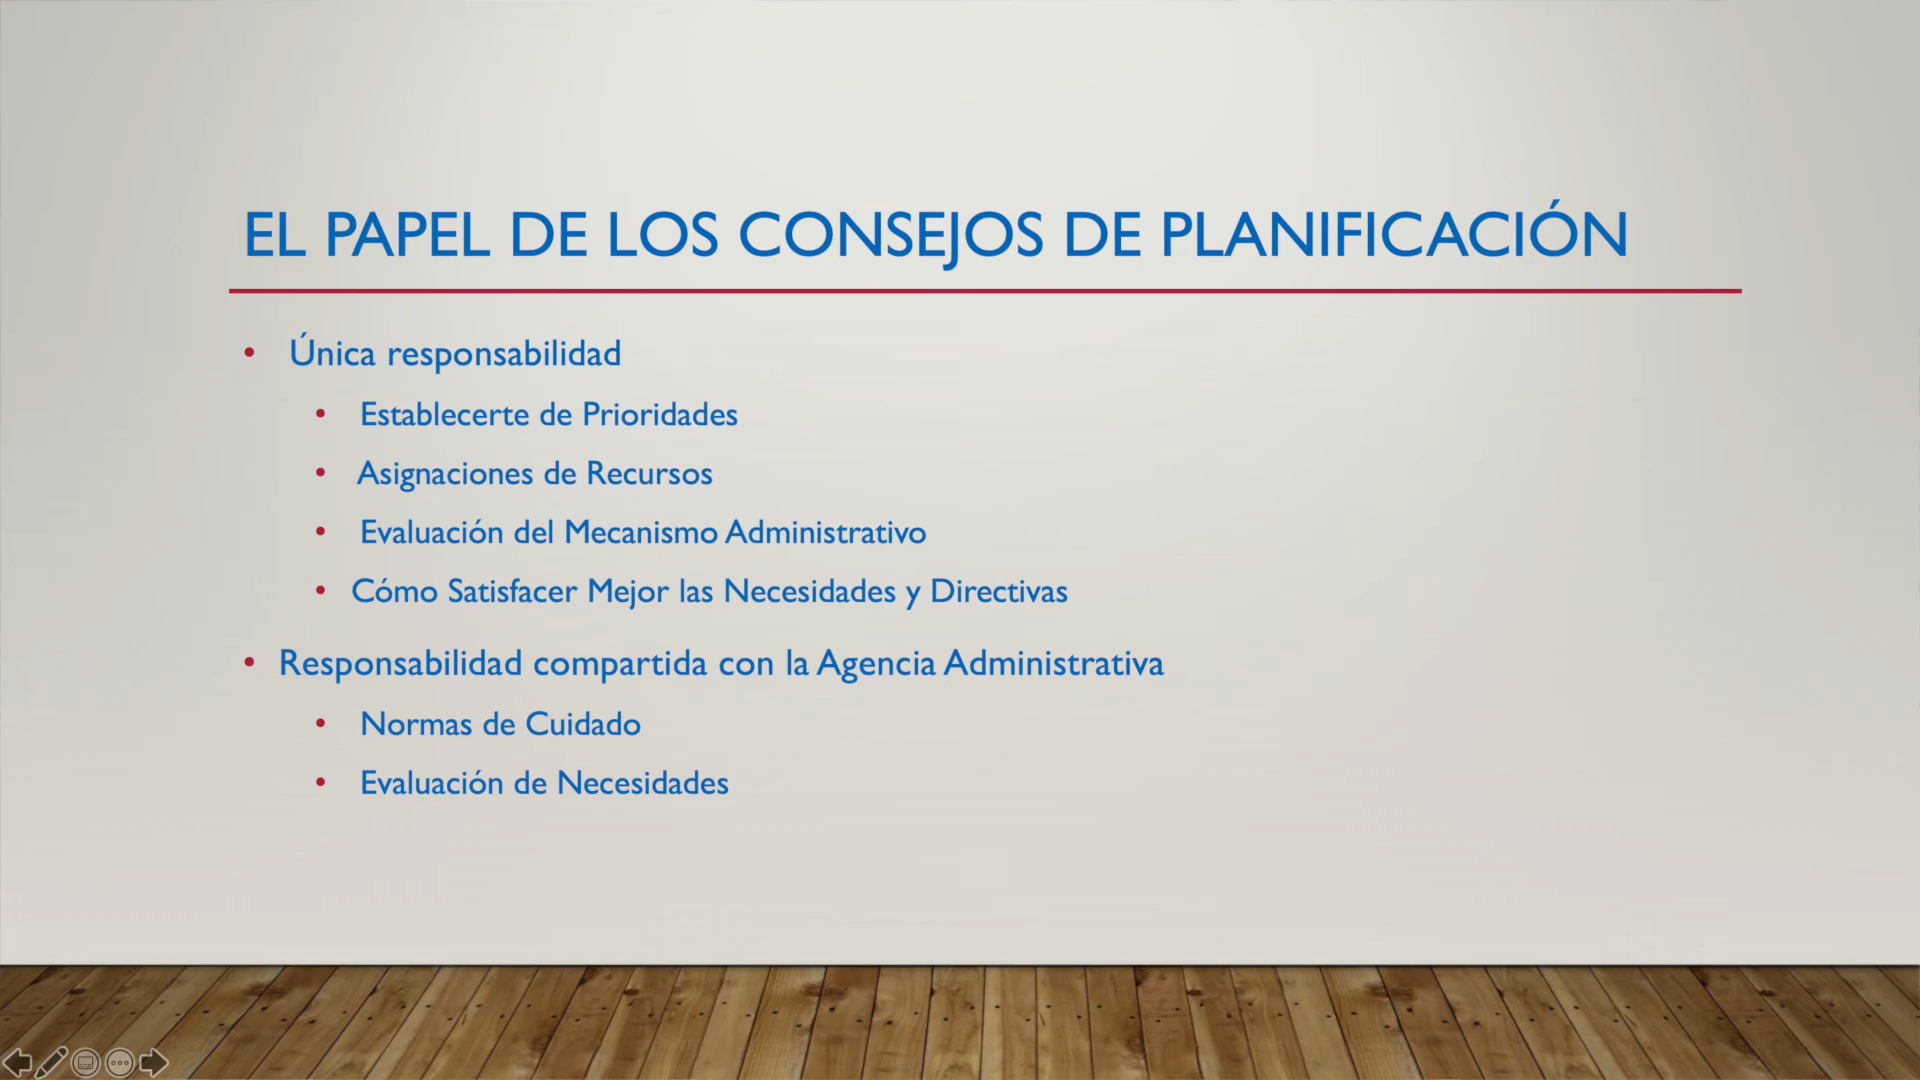 EL PAPEL DE LOS CONSEJOS DE PLANIFICACIÓN
• Única responsabilidad
• Establecerte de Prioridades
• Asignaciones de Recursos
• Evaluación del Mecanismo Administrativo
• Cómo Satisfacer Mejor las Necesidades y Directivas
• Responsabilidad compartida con la Agencia Administrativa
• Normas de Cuidado
• Evaluación de Necesidades